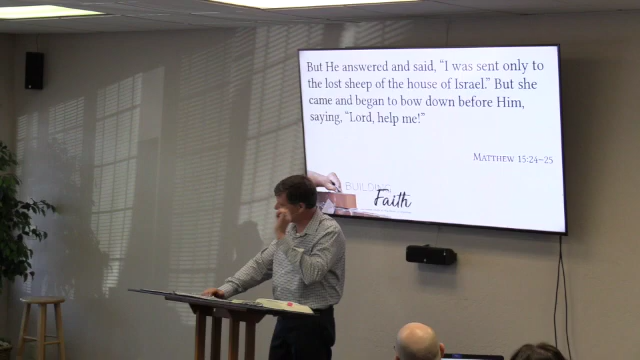 But He answered and said, “I was sent only to
the lost sheep of the house of Israel.” But she
came and began to bow down before Him,
saying, “Lord, help me!”
Matthew 15:24–25
BUILDING
Faith